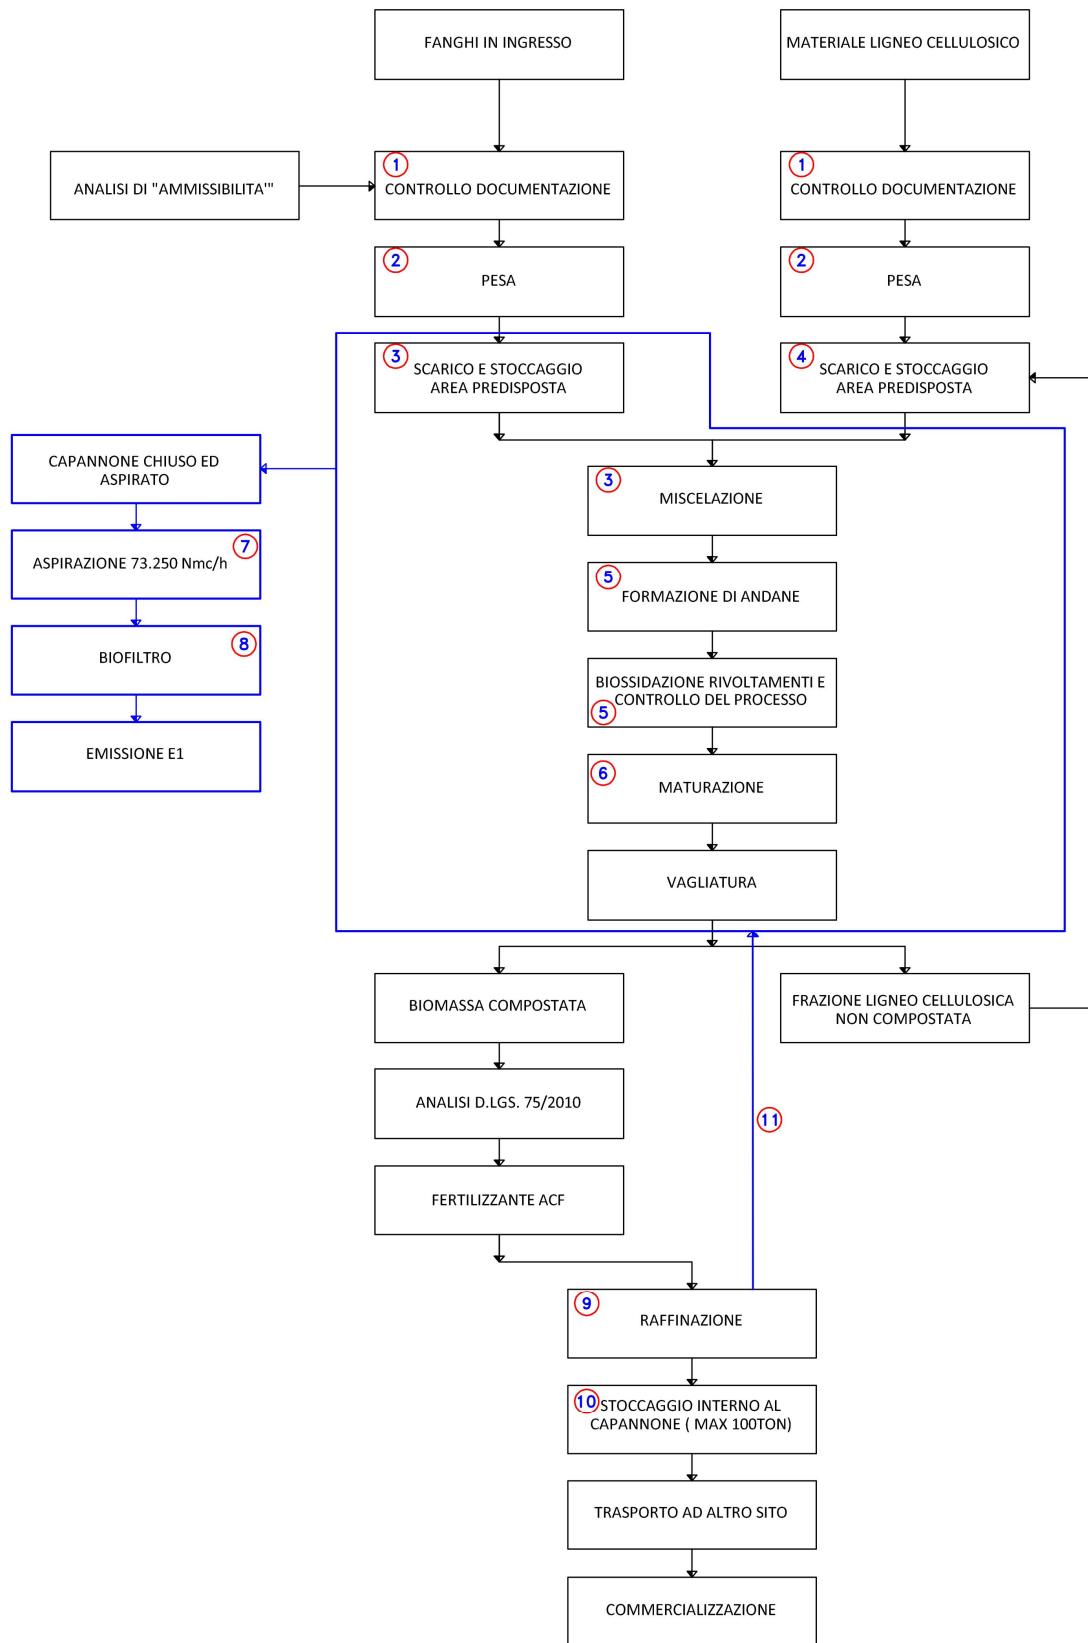 FANGHI IN INGRESSO
MATERIALE LIGNEO CELLULOSICO
ANALISI DI "AMMISSIBILITA'"
1
CONTROLLO DOCUMENTAZIONE
1
CONTROLLO DOCUMENTAZIONE
2
PESA
2
PESA
3
SCARICO E STOCCAGGIO
AREA PREDISPOSTA
4
SCARICO E STOCCAGGIO
AREA PREDISPOSTA
CAPANNONE CHIUSO ED
ASPIRATO
3
MISCELAZIONE
7
ASPIRAZIONE 73.250 Nmc/h
5
FORMAZIONE DI ANDANE
8
BIOFILTRO
BIOSSIDAZIONE RIVOLTAMENTI E
CONTROLLO DEL PROCESSO
5
EMISSIONE E1
6
MATURAZIONE
VAGLIATURA
BIOMASSA COMPOSTATA
FRAZIONE LIGNEO CELLULOSICA
NON COMPOSTATA
ANALISI D.LGS. 75/2010
11
FERTILIZZANTE ACF
9
RAFFINAZIONE
10
STOCCAGGIO INTERNO AL
CAPANNONE ( MAX 100TON)
TRASPORTO AD ALTRO SITO
COMMERCIALIZZAZIONE